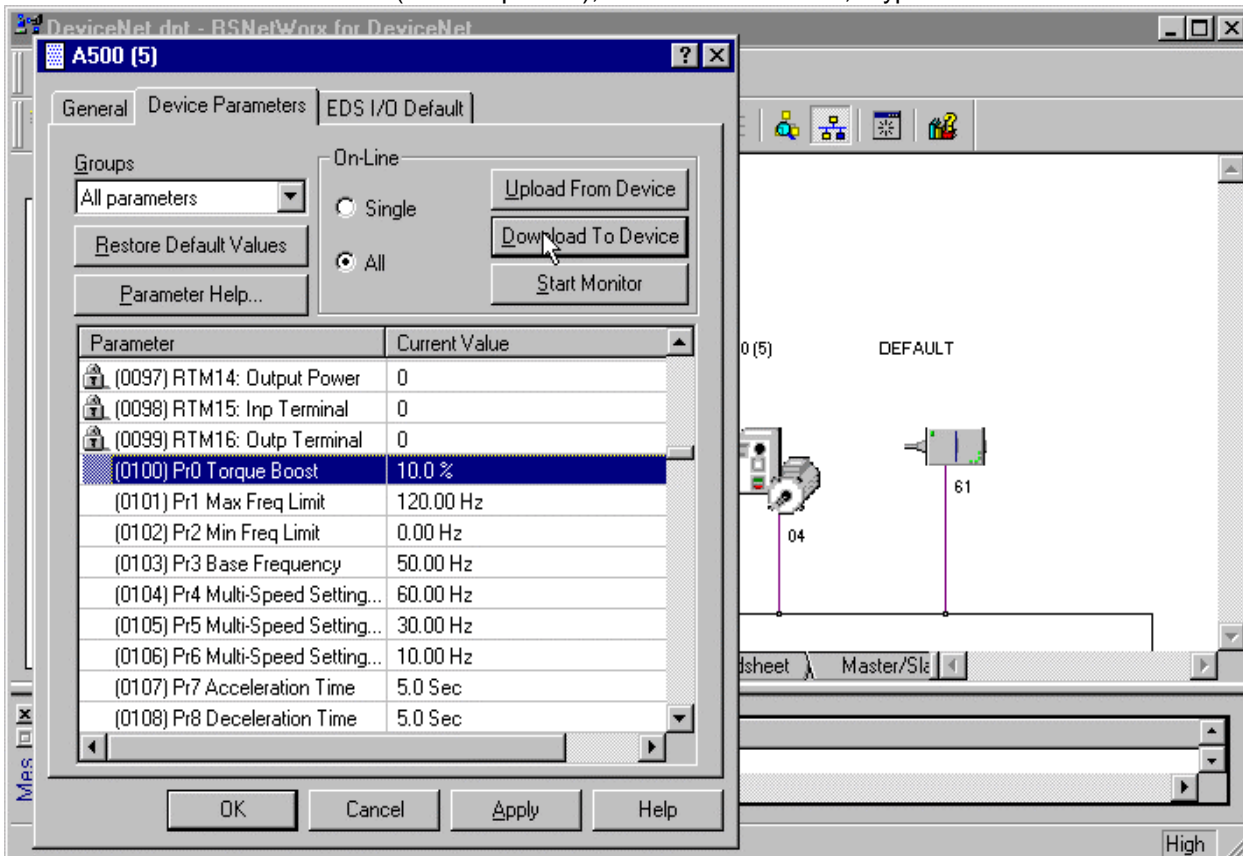 DeviceNet.dnt - RSNetWorx for DeviceNet
A500 (5)
General
Device Parameters
EDS I/O Default
Groups
All parameters
Restore Default Values
Parameter Help...
On-Line
Single
All
Upload From Device
Download To Device
Start Monitor
Parameter Current Value
(0097) RTM14: Output Power 0
(0098) RTM15: Inp Terminal 0
(0099) RTM16: Outp Terminal 0
(0100) Pr0 Torque Boost 10.0 %
(0101) Pr1 Max Freq Limit 120.00 Hz
(0102) Pr2 Min Freq Limit 0.00 Hz
(0103) Pr3 Base Frequency 50.00 Hz
(0104) Pr4 Multi-Speed Setting... 60.00 Hz
(0105) Pr5 Multi-Speed Setting... 30.00 Hz
(0106) Pr6 Multi-Speed Setting... 10.00 Hz
(0107) Pr7 Acceleration Time 5.0 Sec
(0108) Pr8 Deceleration Time 5.0 Sec
OK
Cancel
Apply
Help
0 (5)
DEFAULT
04
61
dsheet
Master/Sla
Mes
High